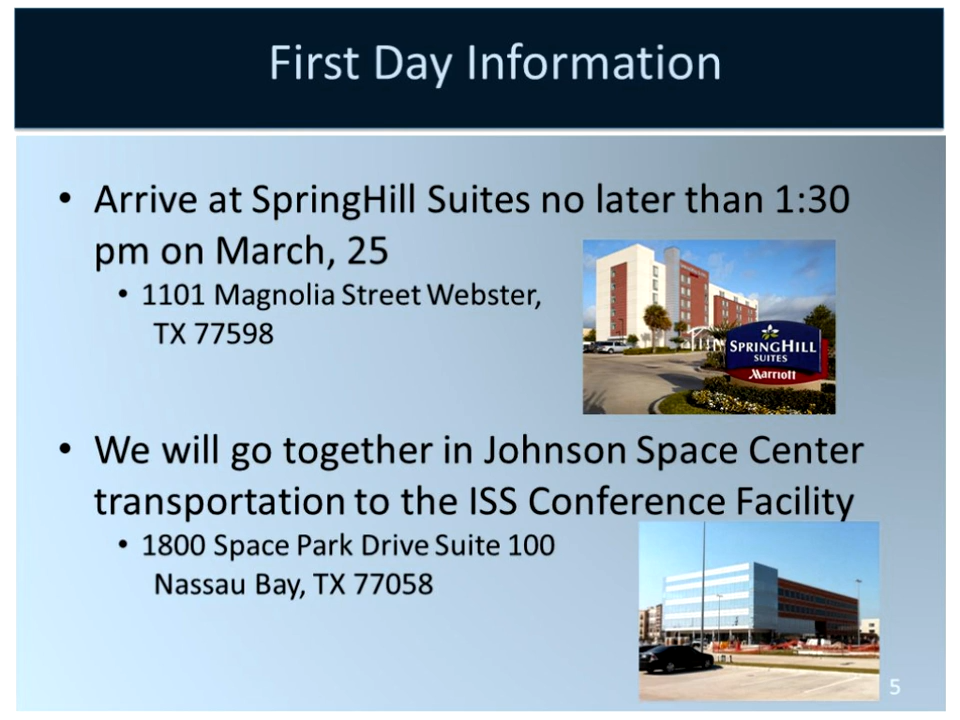 First Day Information
• Arrive at SpringHill Suites no later than 1:30
pm on March, 25
• 1101 Magnolia Street Webster,
TX 77598
SPRINGHILL
SUITES
Marriott
• We will go together in Johnson Space Center
transportation to the ISS Conference Facility
• 1800 Space Park Drive Suite 100
Nassau Bay, TX 77058
5